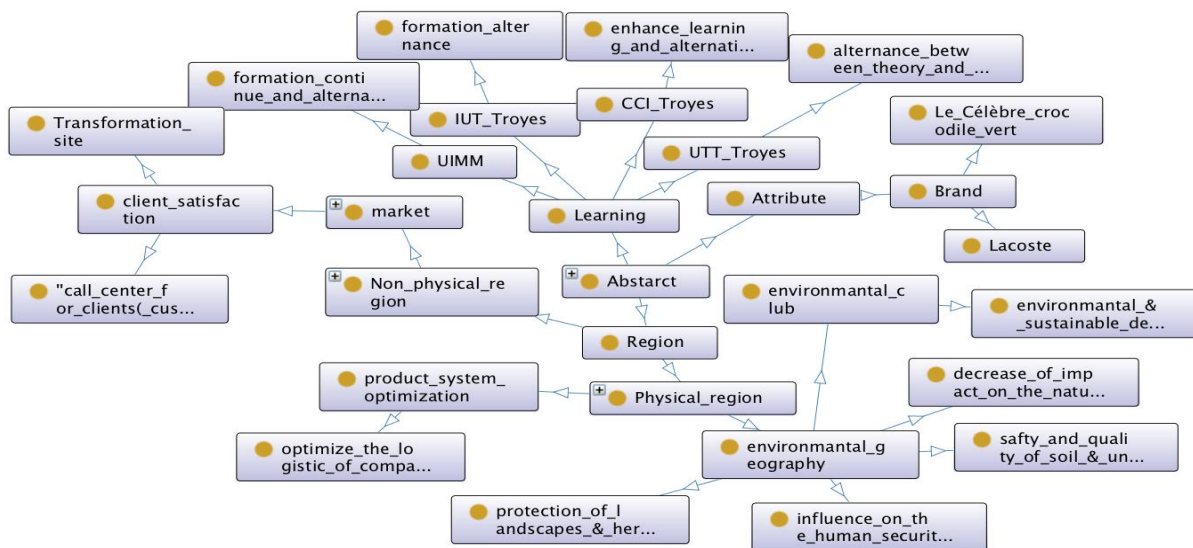 formation_alter
nance
enhance_learnin
g_and_alternati...
alternance_betw
een_theory_and_...
formation_conti
nue_and_alterna...
CCI_Troyes
Le_Célèbre_croc
odile_vert
Transformation_
site
IUT_Troyes
UTT_Troyes
UIMM
Attribute
Brand
client_satisfac
tion
market
Learning
Lacoste
"call_center_f
or_clients(_cus...
Non_physical_re
gion
Abstarct
environmantal_c
lub
environmantal_&
_sustainable_de...
Region
product_system_
optimization
Physical_region
decrease_of_imp
act_on_the_natu...
optimize_the_lo
gistic_of_compa...
environmantal_g
eography
safty_and_quali
ty_of_soil_&_un...
protection_of_l
andscapes_&_her...
influence_on_th
e_human_securit...